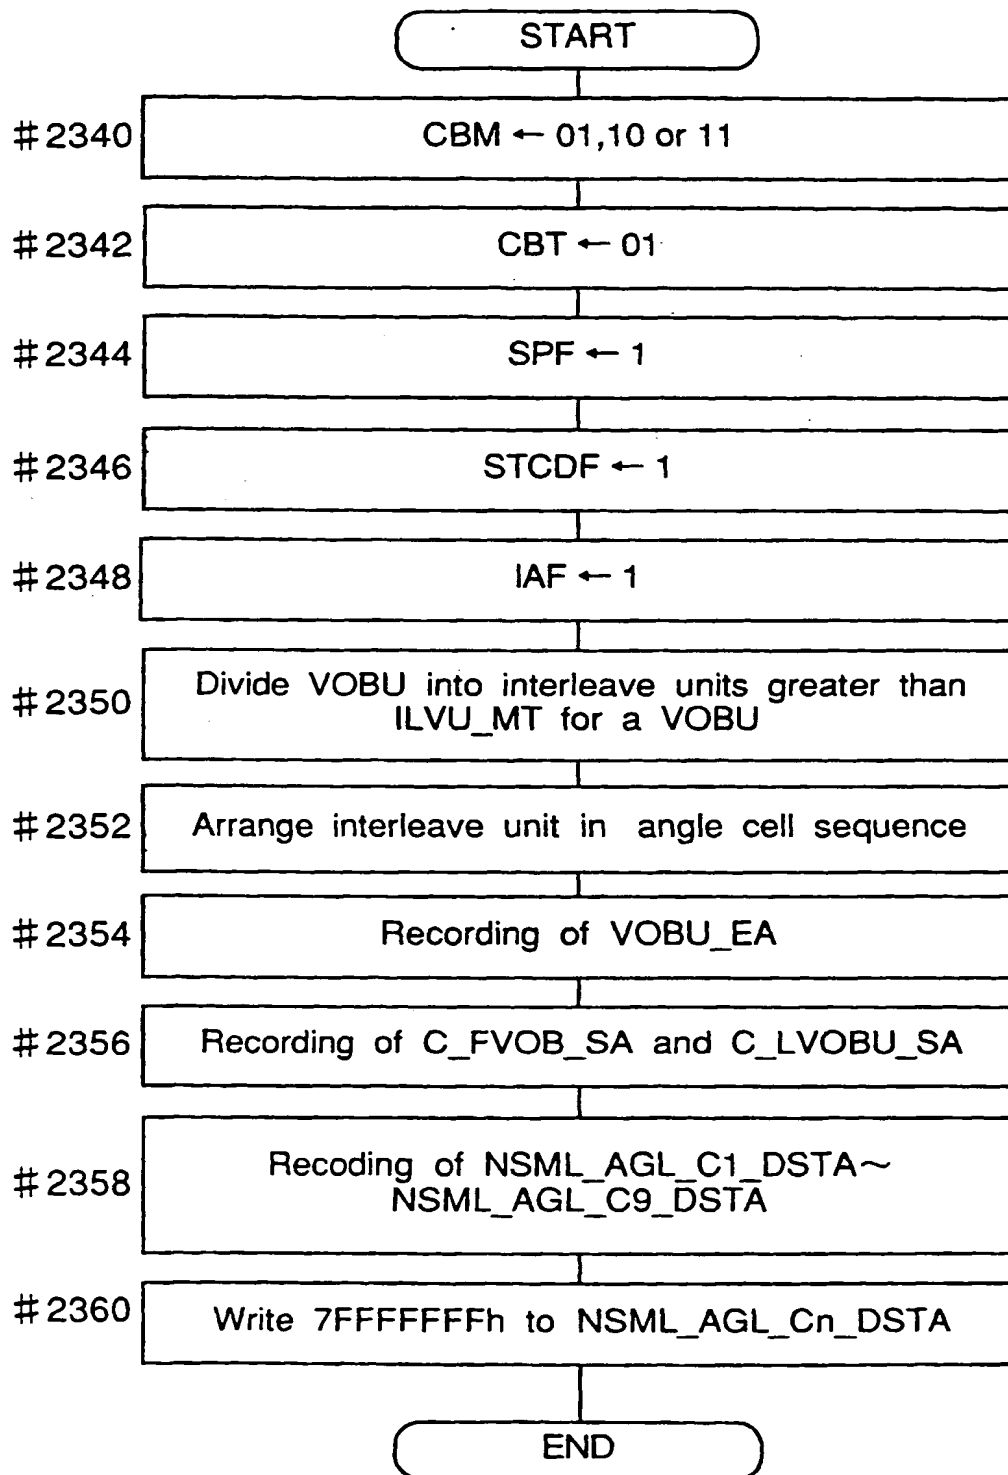 START
#2340 CBM ← 01,10 or 11
#2342 CBT ← 01
#2344 SPF ← 1
#2346 STCDF ← 1
#2348 IAF ← 1
#2350 Divide VOBU into interleave units greater than
ILVU_MT for a VOBU
#2352 Arrange interleave unit in angle cell sequence
#2354 Recording of VOBU_EA
#2356 Recording of C_FVOB_SA and C_LVOBU_SA
#2358 Recoding of NSML_AGL_C1_DSTA~
NSML_AGL_C9_DSTA
#2360 Write 7FFFFFFFh to NSML_AGL_Cn_DSTA
END